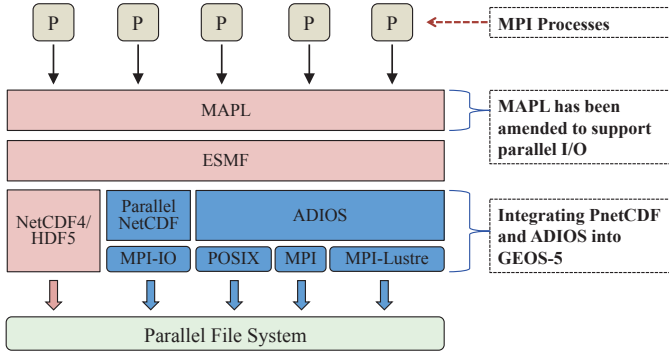 P P P P P
MPI Processes
MAPL
MAPL has been
amended to support
parallel I/O
ESMF
NetCDF4/
HDF5
Parallel
NetCDF
ADIOS
MPI-IO
POSIX
MPI
MPI-Lustre
Integrating PnetCDF
and ADIOS into
GEOS-5
Parallel File System